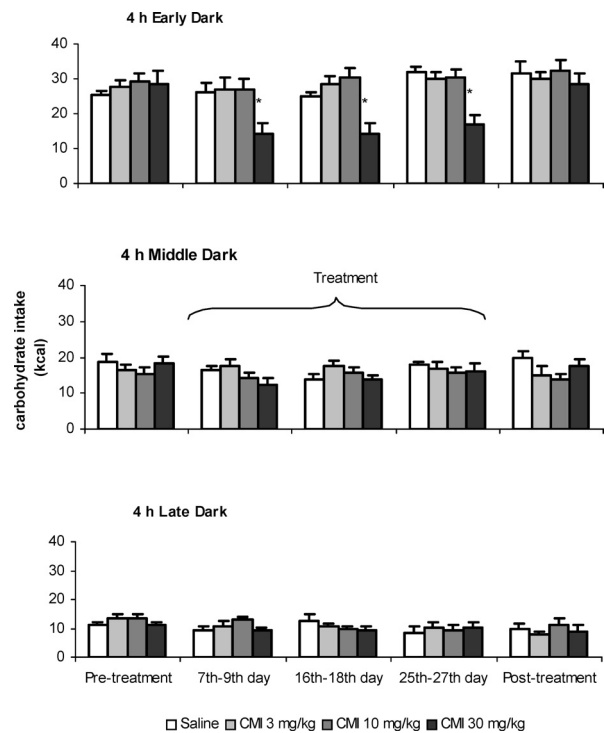 4 h Early Dark
40
30
20
10
0
*
*
*
4 h Middle Dark
Treatment
40
30
20
10
0
carbohydrate intake
(kcal)
4 h Late Dark
40
30
20
10
0
Pre-treatment 7th-9th day 16th-18th day 25th-27th day Post-treatment
Saline CMI 3 mg/kg CMI 10 mg/kg CMI 30 mg/kg